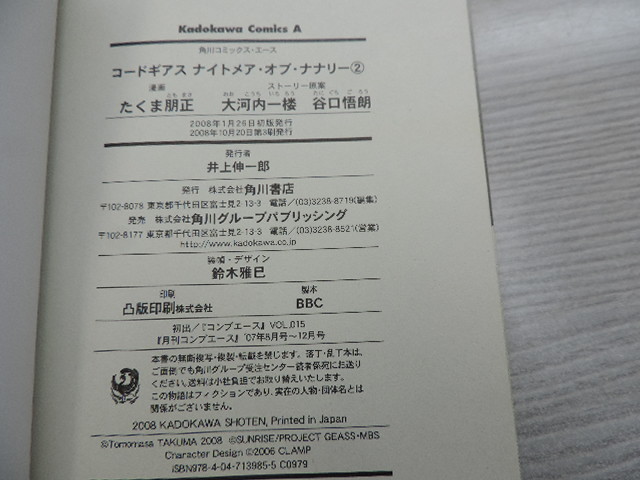 Kadokawa Comics A
角川コミックス・エース
コードギアス ナイトメア・オブ・ナナリー②
漫画 ストーリー原案
たくま朋正 大河内一楼 谷口悟朗
2008年1月26日初版発行
2008年10月20日第3刷発行
発行者
井上伸一郎
発行 株式会社角川書店
〒102-8078 東京都千代田区富士見2-13-3 電話/(03)3238-8719(編集)
発売 株式会社角川グループパブリッシング
〒102-8177 東京都千代田区富士見2-13-3 電話/(03)3238-8521(営業)
http://www.kadokawa.co.jp
装幀・デザイン
鈴木雅巳
印刷 製本
凸版印刷株式会社 BBC
初出/『コンプエース』VOL.015
『月刊コンプエース』'07年8月号〜12月号
本書の無断複写・複製・転載を禁じます。落丁・乱丁本は、
ご面倒でも角川グループ受注センター読者係宛にお送り
ください。送料は小社負担でお取り替えいたします。
この物語はフィクションであり、実在の人物・団体名とは
関係がございません。
2008 KADOKAWA SHOTEN, Printed in Japan
©Tomomasa TAKUMA 2008 ©SUNRISE/PROJECT GEASS・MBS
Character Design ©2006 CLAMP
ISBN978-4-04-713985-5 C0979